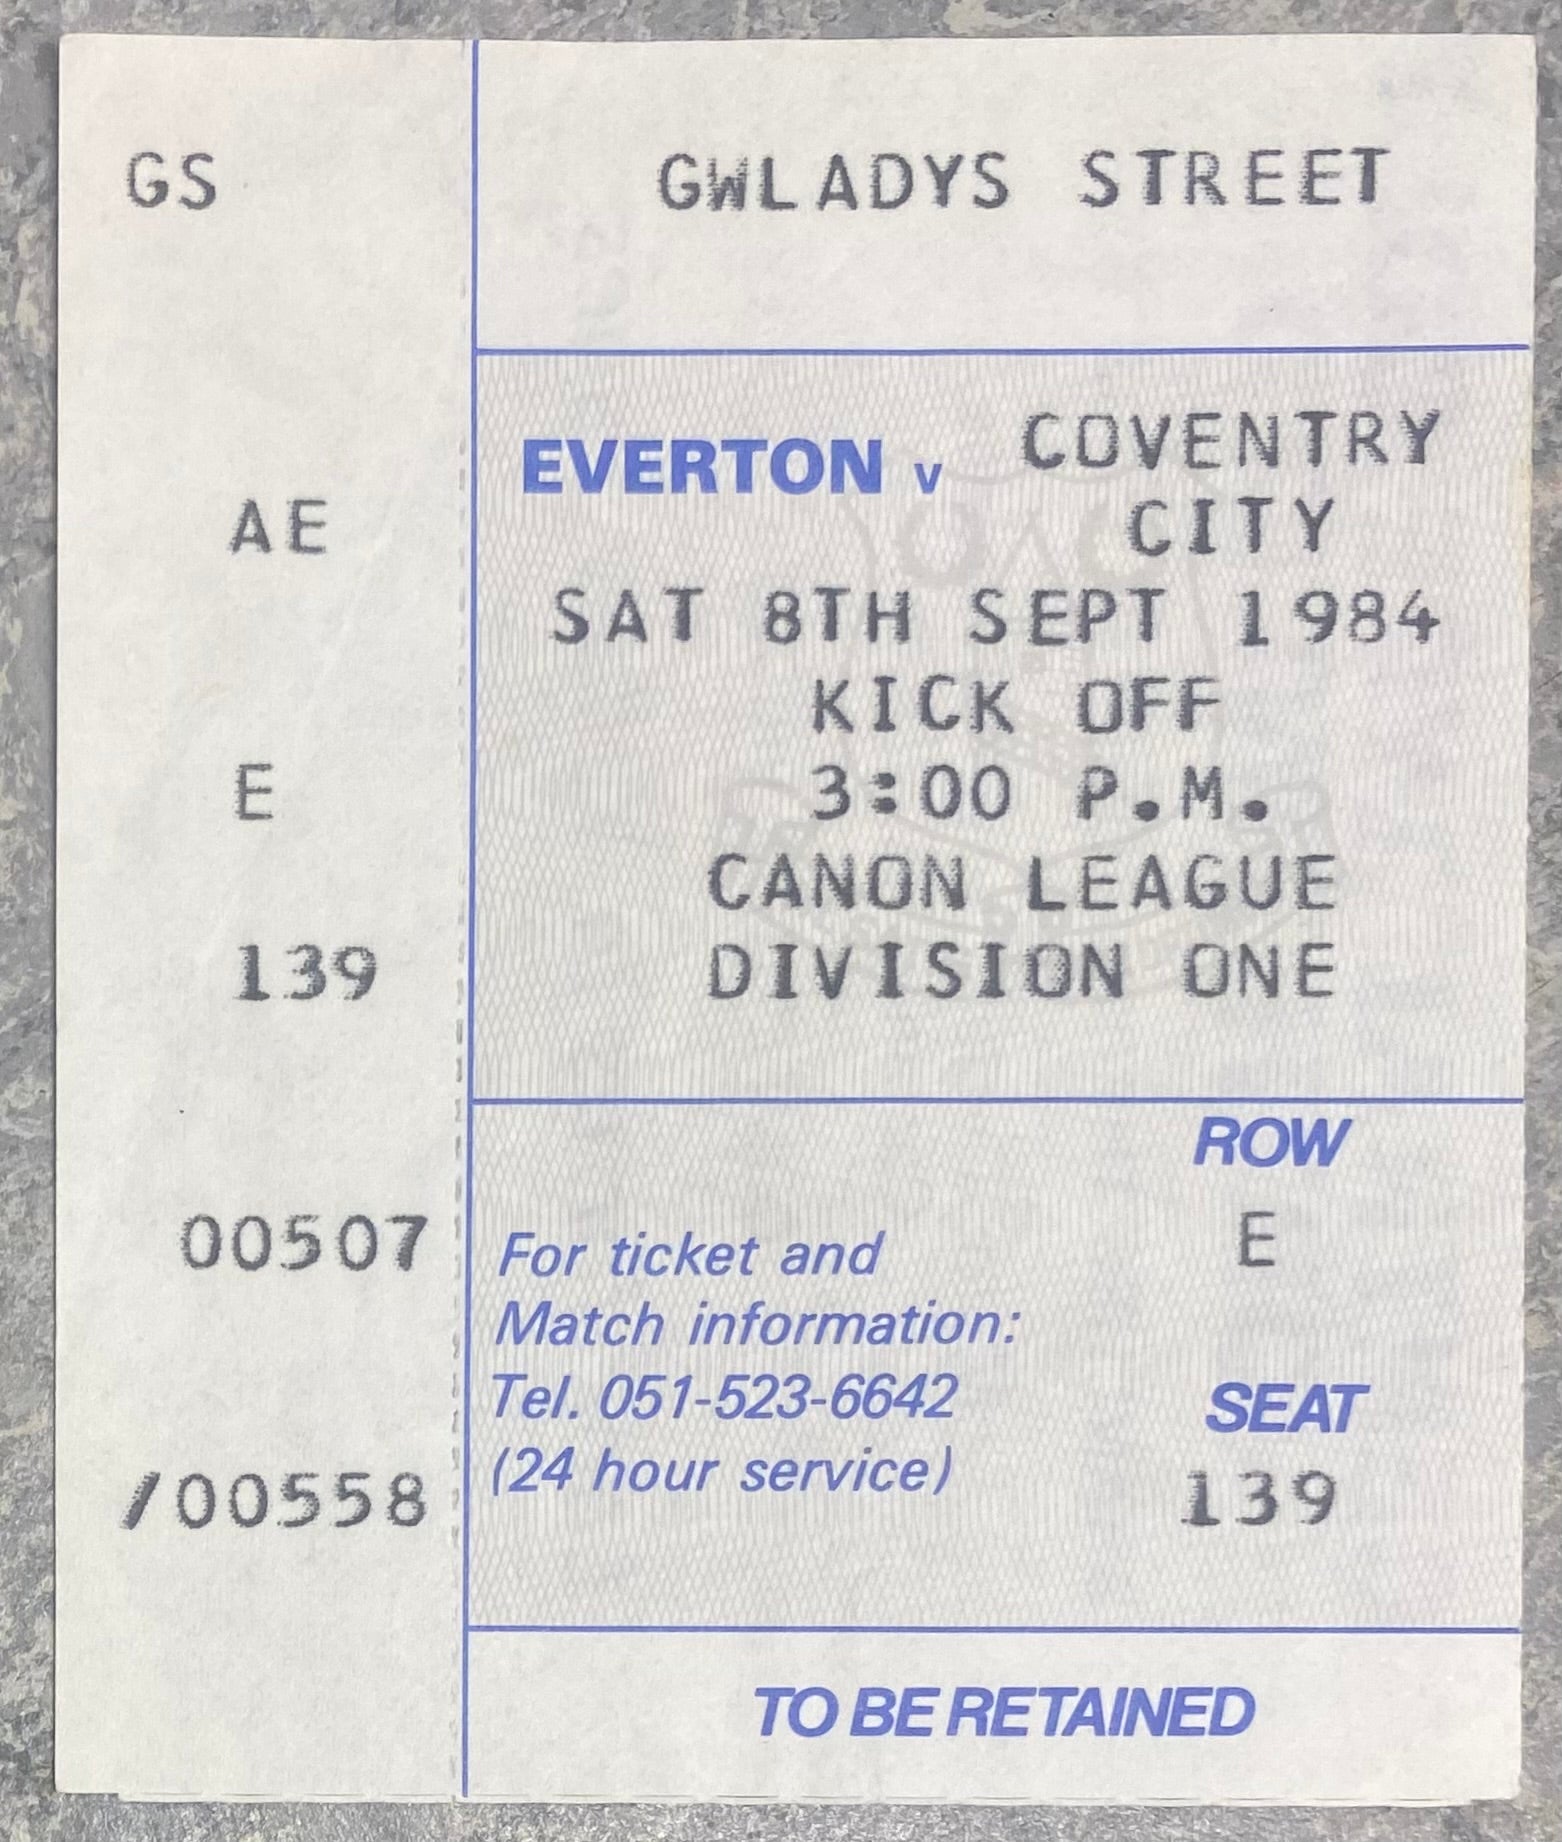 GS
AE
E
139
00507
/00558
GWLADYS STREET
EVERTON v COVENTRY
CITY
SAT 8TH SEPT 1984
KICK OFF
3:00 P.M.
CANON LEAGUE
DIVISION ONE
For ticket and
Match information:
Tel. 051-523-6642
(24 hour service)
ROW
E
SEAT
139
TO BE RETAINED